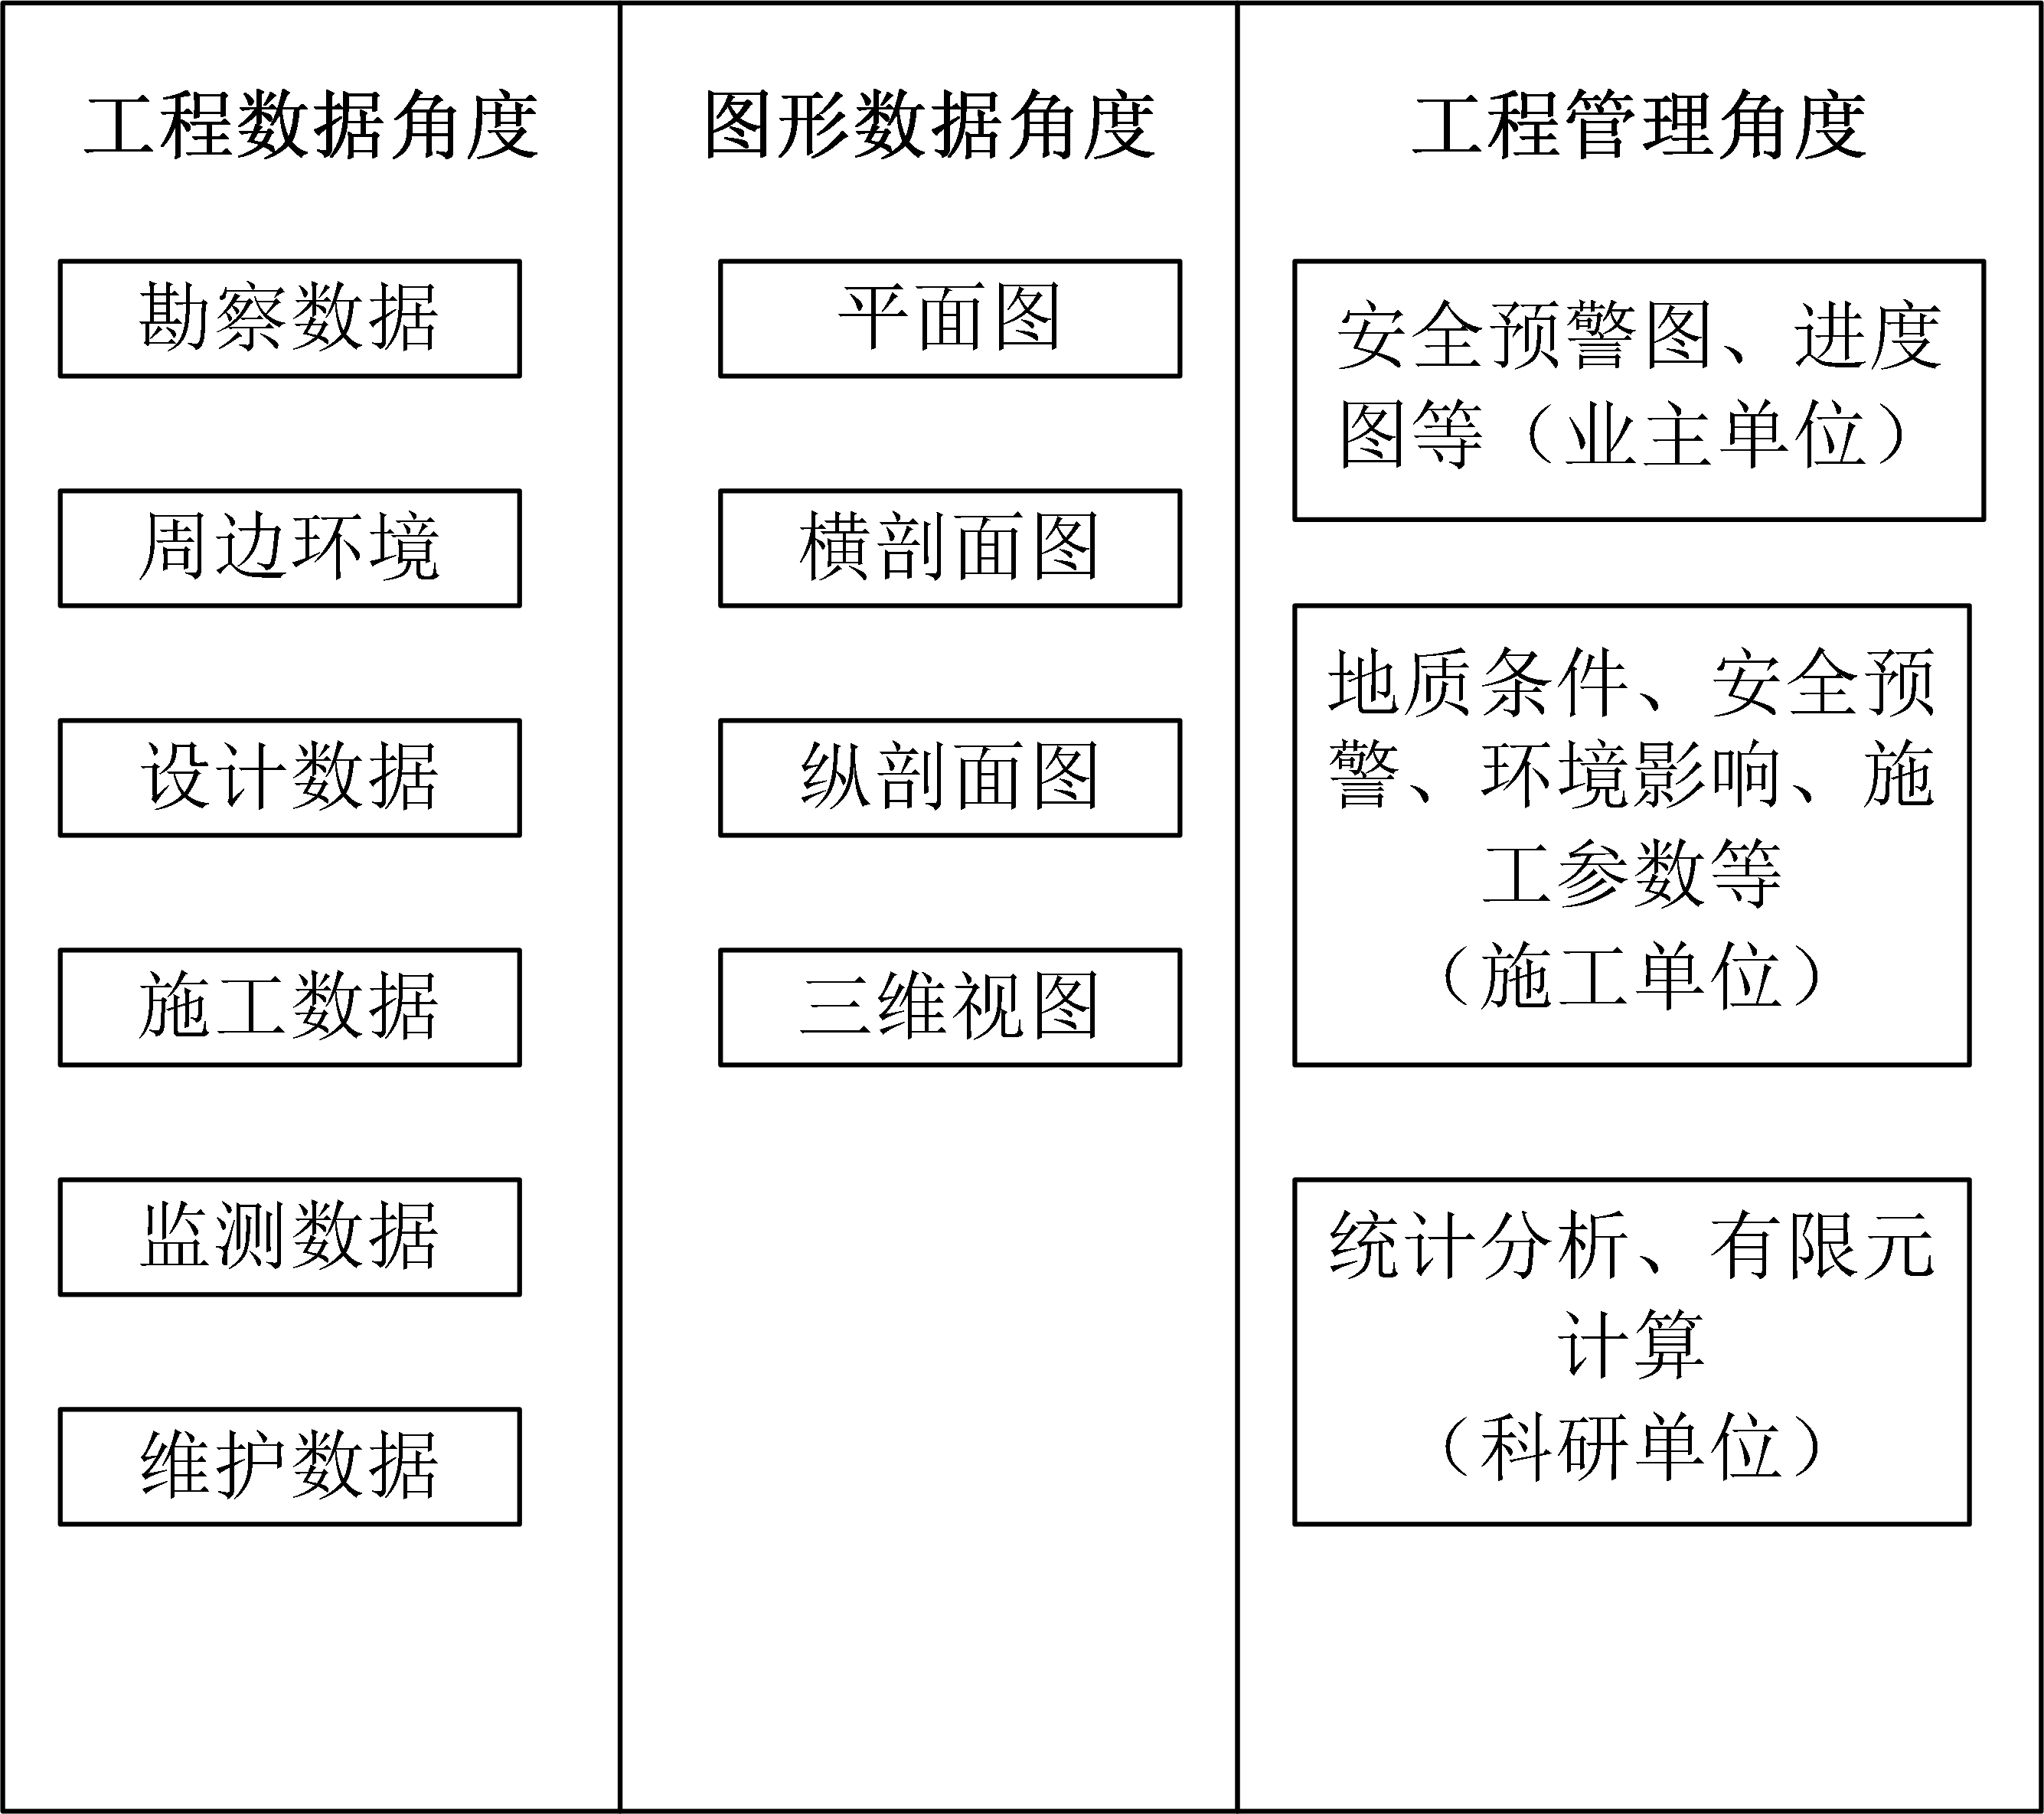 工程数据角度
勘察数据
周边环境
设计数据
施工数据
监测数据
维护数据
图形数据角度
平面图
横剖面图
纵剖面图
三维视图
工程管理角度
安全预警图、进度
图等（业主单位）
地质条件、安全预
警、环境影响、施
工参数等
（施工单位）
统计分析、有限元
计算
（科研单位）